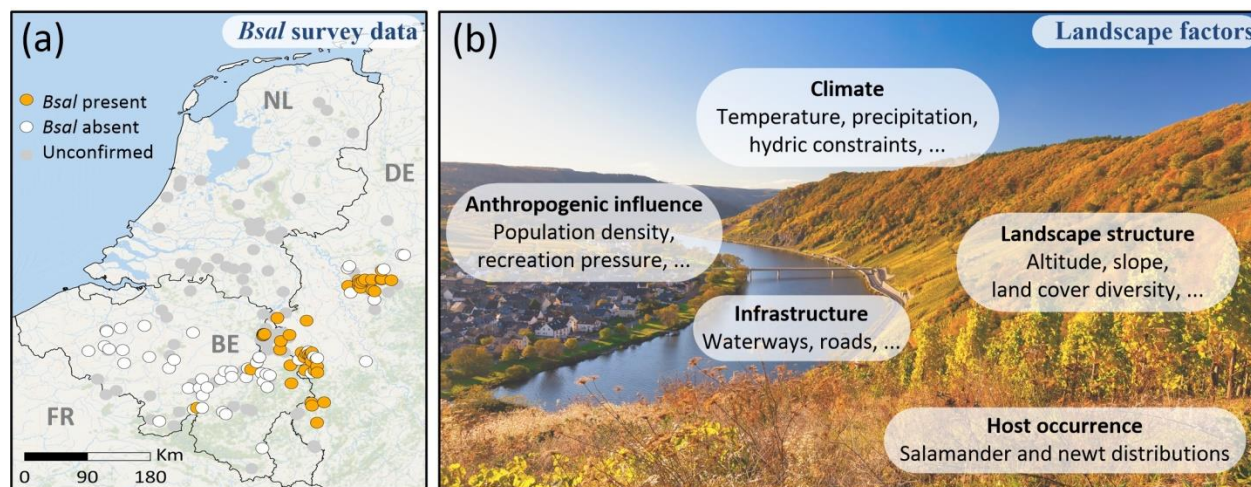 (a)
Bsal survey data
NL
Bsal present
Bsal absent
Unconfirmed
DE
BE
FR
Km
0 90 180
(b)
Landscape factors
Climate
Temperature, precipitation,
hydric constraints, ...
Anthropogenic influence
Population density,
recreation pressure, ...
Landscape structure
Altitude, slope,
land cover diversity, ...
Infrastructure
Waterways, roads, ...
Host occurrence
Salamander and newt distributions